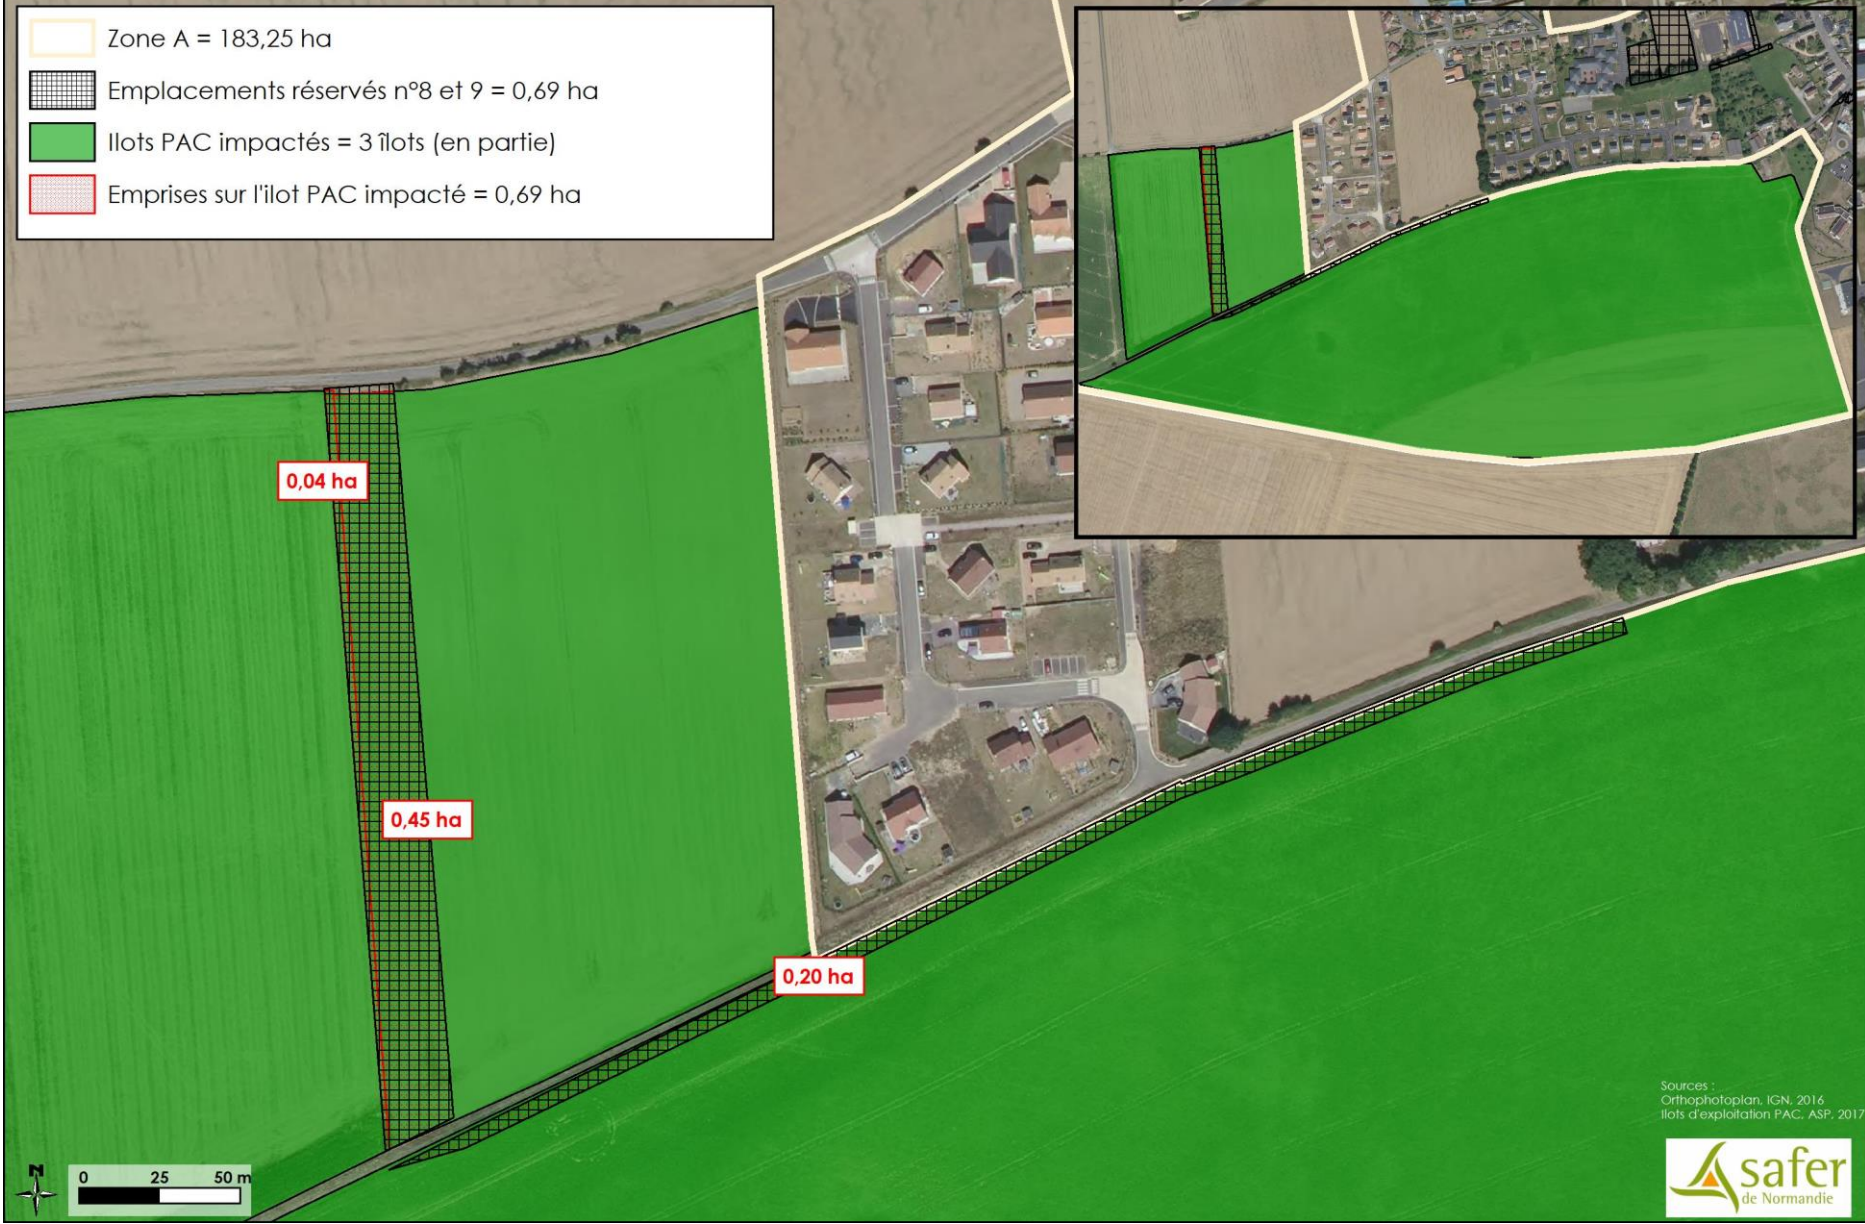 Zone A = 183,25 ha
Emplacements réservés n°8 et 9 = 0,69 ha
Ilots PAC impactés = 3 îlots (en partie)
Emprises sur l'ilot PAC impacté = 0,69 ha
0,04 ha
0,45 ha
0,20 ha
Sources :
Orthophotoplan, IGN, 2016
Ilots d'exploitation PAC, ASP, 2017
N
0 25 50 m
safer
de Normandie